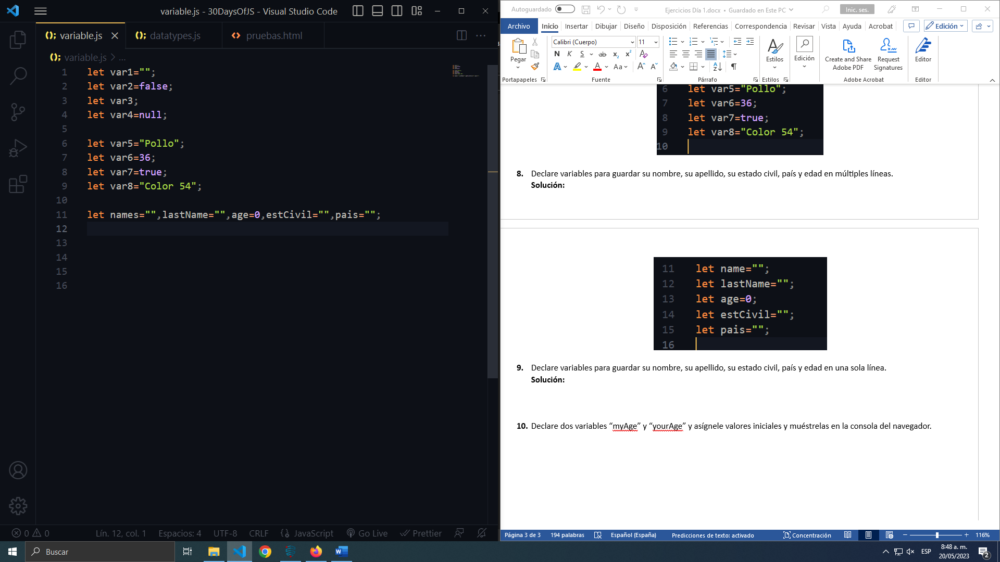 variable.js - 30DaysOfJS - Visual Studio Code
variable.js
datatypes.js
pruebas.html
variable.js > ...
1 let var1="";
2 let var2=false;
3 let var3;
4 let var4=null;
5
6 let var5="Pollo";
7 let var6=36;
8 let var7=true;
9 let var8="Color 54";
10
11 let names="",lastName="",age=0,estCivil="",pais="";
12
13
14
15
16
0 0 Lín. 12, col. 1 Espacios: 4 UTF-8 CRLF JavaScript Go Live Prettier
Autoguardado Ejercicios Día 1.docx • Guardado en Este PC Inic. ses.
Archivo Inicio Insertar Dibujar Diseño Disposición Referencias Correspondencia Revisar Vista Ayuda Acrobat Edición
Pegar
Portapapeles
Calibri (Cuerpo) 11
N K S ab x₂ x²
A A Aa A A
Fuente
Párrafo
Estilos
Estilos
Edición
Create and Share Adobe PDF
Request Signatures
Adobe Acrobat
Editor
Editor
6 let var5="Pollo";
7 let var6=36;
8 let var7=true;
9 let var8="Color 54";
10
8. Declare variables para guardar su nombre, su apellido, su estado civil, país y edad en múltiples líneas.
Solución:
11 let name="";
12 let lastName="";
13 let age=0;
14 let estCivil="";
15 let pais="";
16
9. Declare variables para guardar su nombre, su apellido, su estado civil, país y edad en una sola línea.
Solución:
10. Declare dos variables “myAge” y “yourAge” y asígnele valores iniciales y muéstrelas en la consola del navegador.
Página 3 de 3 194 palabras Español (España) Predicciones de texto: activado Concentración 116%
Buscar
ESP
8:48 a. m.
20/05/2023
2